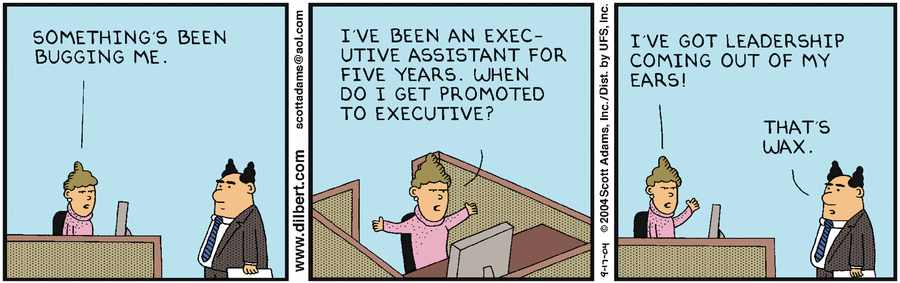 SOMETHING'S BEEN
BUGGING ME.
www.dilbert.com
scottadams@aol.com
I'VE BEEN AN EXEC-
UTIVE ASSISTANT FOR
FIVE YEARS. WHEN
DO I GET PROMOTED
TO EXECUTIVE?
9-17-04 © 2004 Scott Adams, Inc./Dist. by UFS, Inc.
I'VE GOT LEADERSHIP
COMING OUT OF MY
EARS!
THAT'S
WAX.